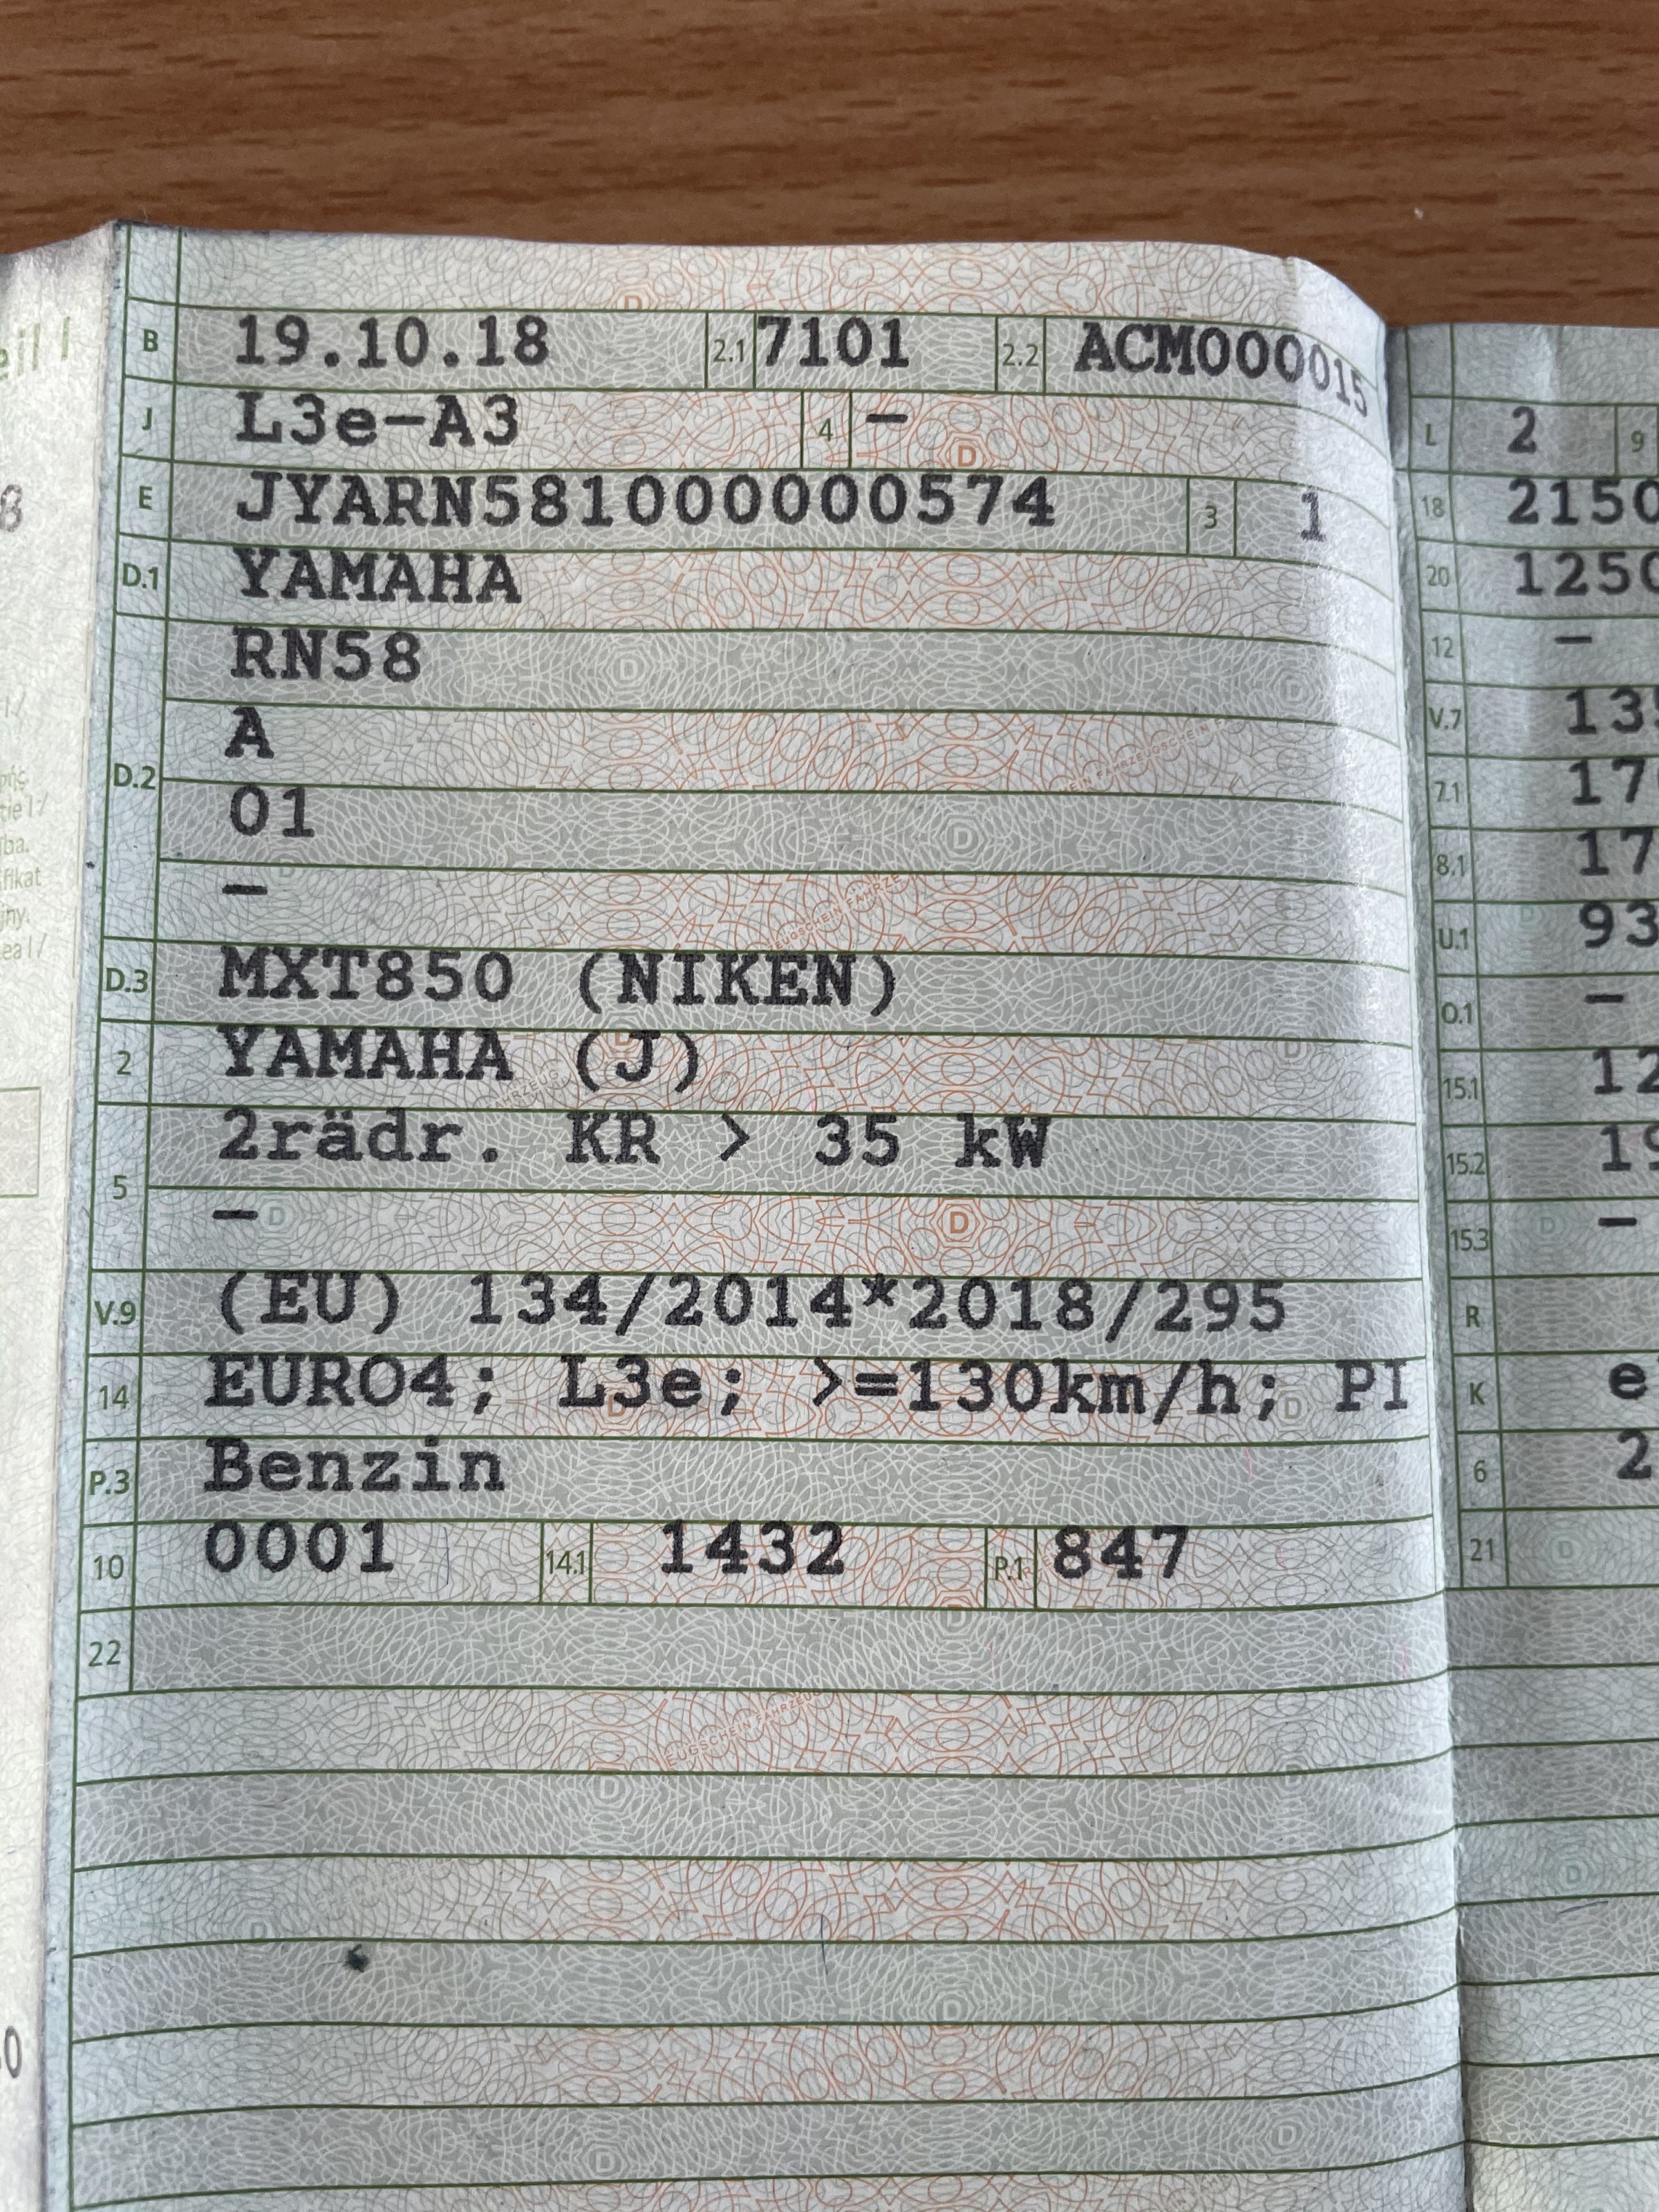 eil I
B 19.10.18 2.1 7101 2.2 ACM000015
J L3e-A3 4 -
E JYARN581000000574 3 1
D.1 YAMAHA
RN58
A
D.2
01
-
D.3 MXT850 (NIKEN)
2 YAMAHA (J)
2rädr. KR > 35 kW
5
-
V.9 (EU) 134/2014*2018/295
14 EURO4; L3e; >=130km/h; PI
P.3 Benzin
10 0001 14.1 1432 P.1 847
22
L 2 9
18 2150
20 1250
12 -
V.7 13
7.1 17
8.1 17
U.1 93
O.1 -
15.1 12
15.2 19
15.3 -
R
K e
6 2
21